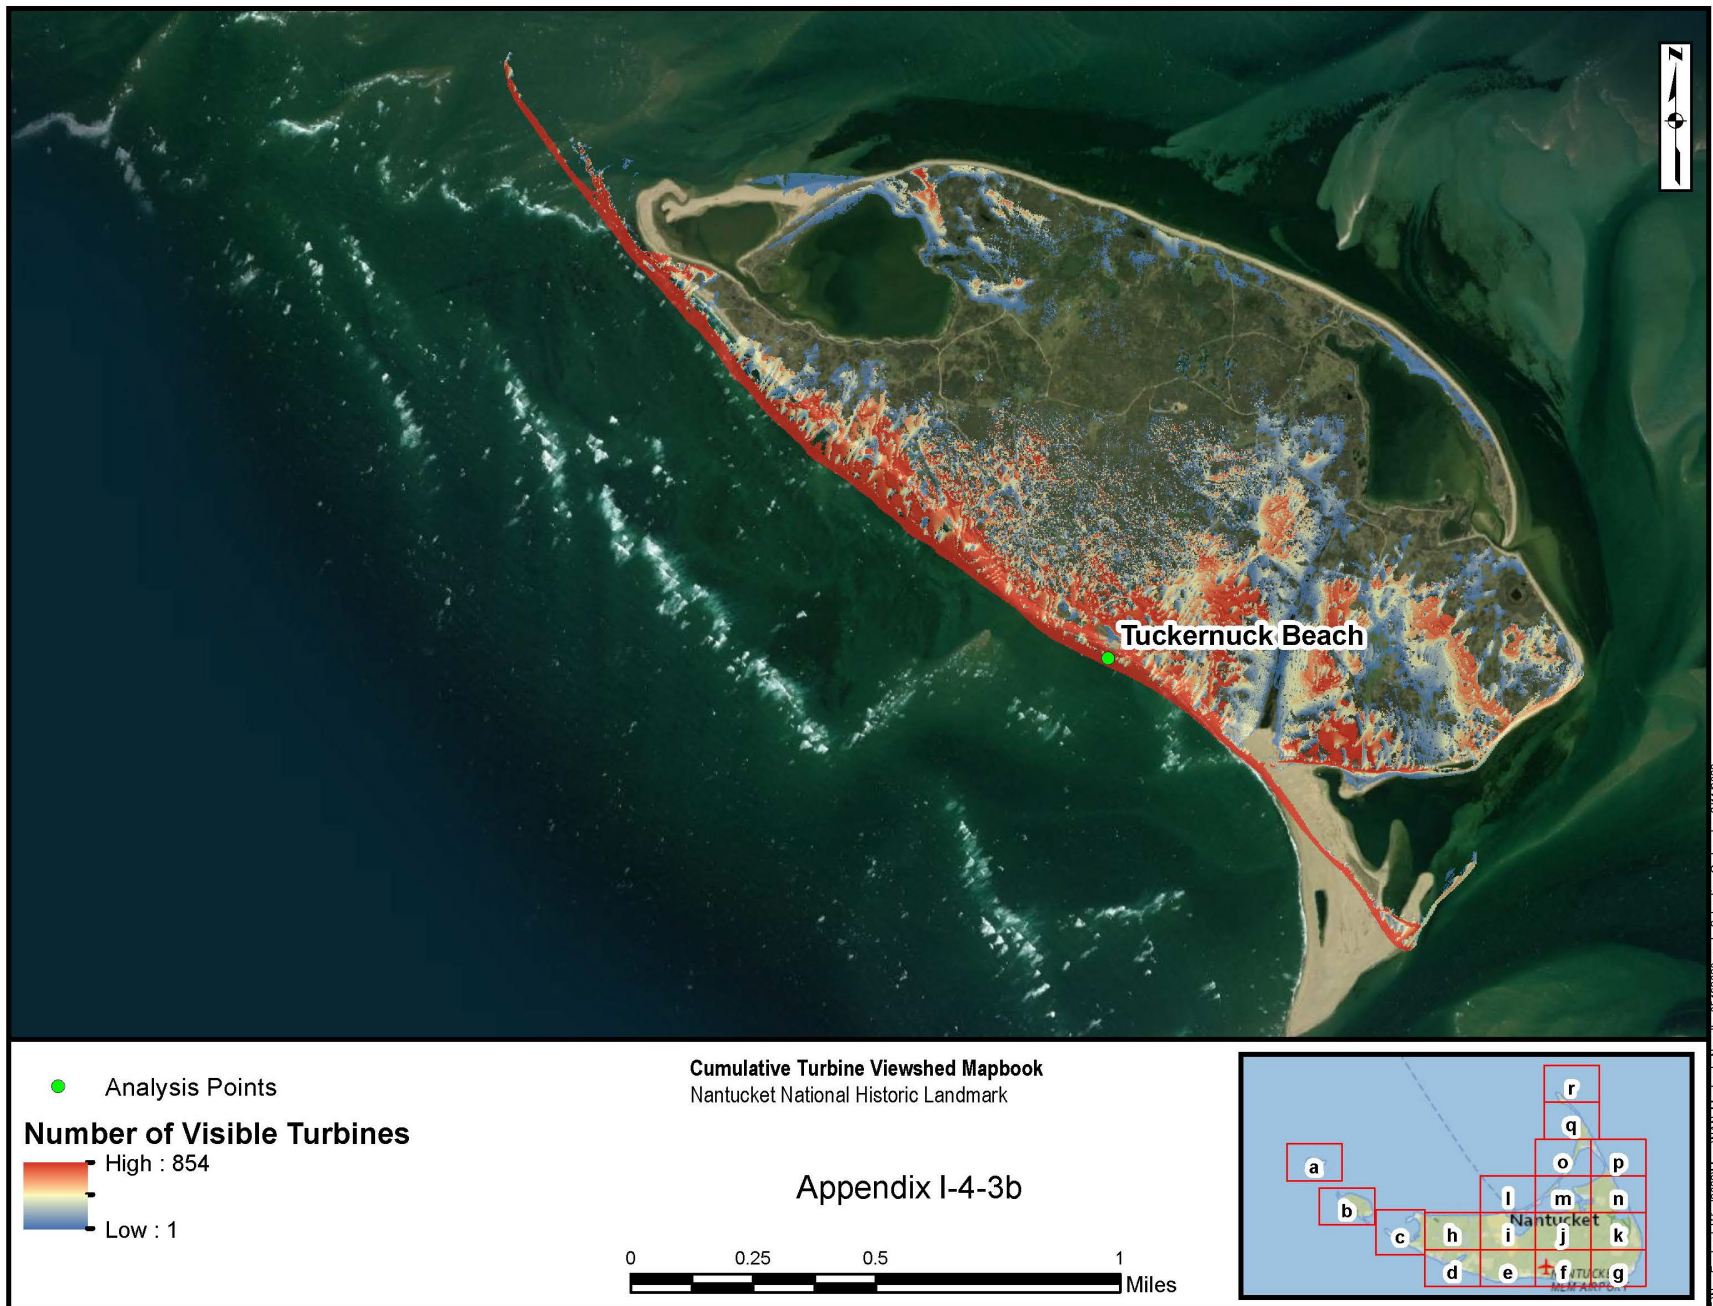 N
Tuckernuck Beach
Analysis Points
Number of Visible Turbines
High : 854
Low : 1
Cumulative Turbine Viewshed Mapbook
Nantucket National Historic Landmark
Appendix I-4-3b
0 0.25 0.5 1
Miles
r
q
a
o p
b
l m n
Nantucket
c h i j k
d e f g